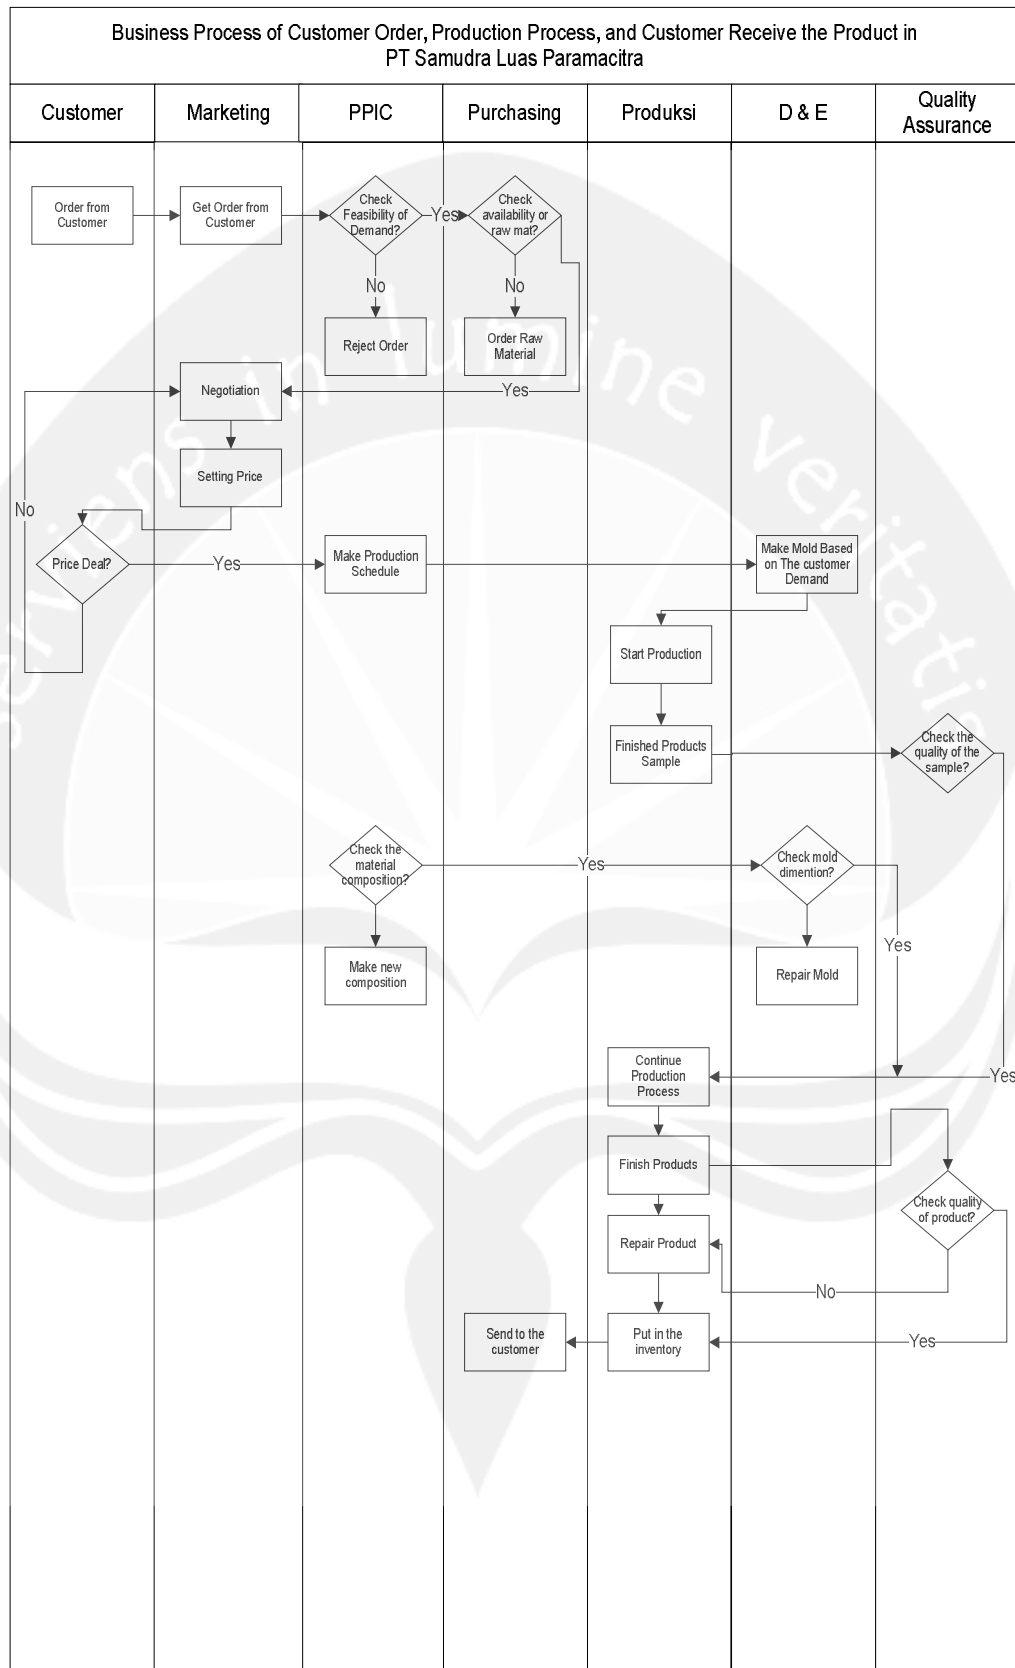 Business Process of Customer Order, Production Process, and Customer Receive the Product in
PT Samudra Luas Paramacitra
Customer
Marketing
PPIC
Purchasing
Produksi
D & E
Quality
Assurance
Order from
Customer
Get Order from
Customer
Check
Feasibility of
Demand?
Yes
Check
availability or
raw mat?
No
No
Reject Order
Order Raw
Material
Negotiation
Yes
Setting Price
No
Price Deal?
Yes
Make Production
Schedule
Make Mold Based
on The customer
Demand
Start Production
Finished Products
Sample
Check the
quality of the
sample?
Check the
material
composition?
Yes
Check mold
dimention?
Yes
Make new
composition
Repair Mold
Continue
Production
Process
Yes
Finish Products
Check quality
of product?
Repair Product
No
Send to the
customer
Put in the
inventory
Yes
serviens in lumine veritatis